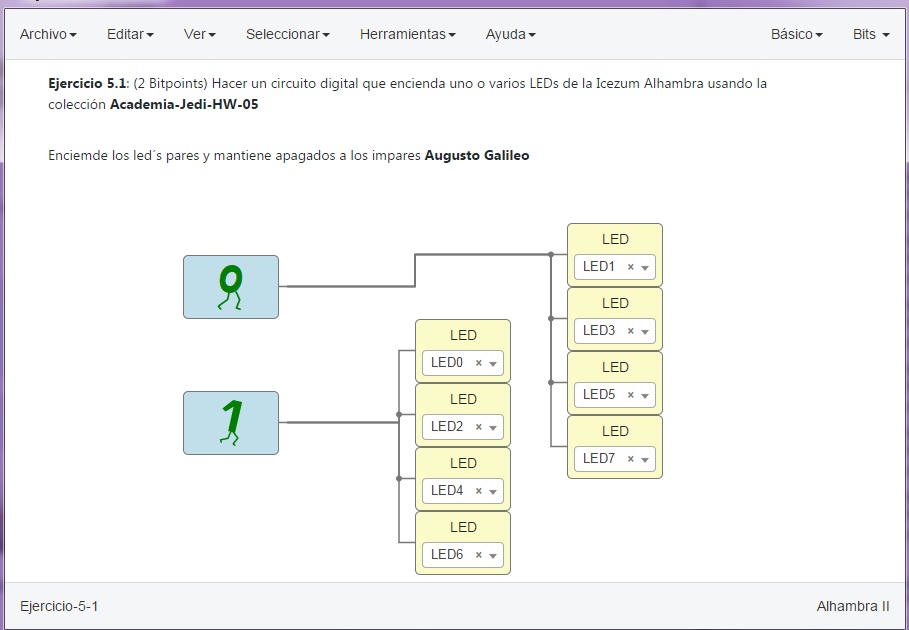 Archivo Editar Ver Seleccionar Herramientas Ayuda Básico Bits
Ejercicio 5.1: (2 Bitpoints) Hacer un circuito digital que encienda uno o varios LEDs de la Icezum Alhambra usando la
colección Academia-Jedi-HW-05
Enciemde los led´s pares y mantiene apagados a los impares Augusto Galileo
0
1
LED
LED0 ×
LED
LED2 ×
LED
LED4 ×
LED
LED6 ×
LED
LED1 ×
LED
LED3 ×
LED
LED5 ×
LED
LED7 ×
Ejercicio-5-1 Alhambra II